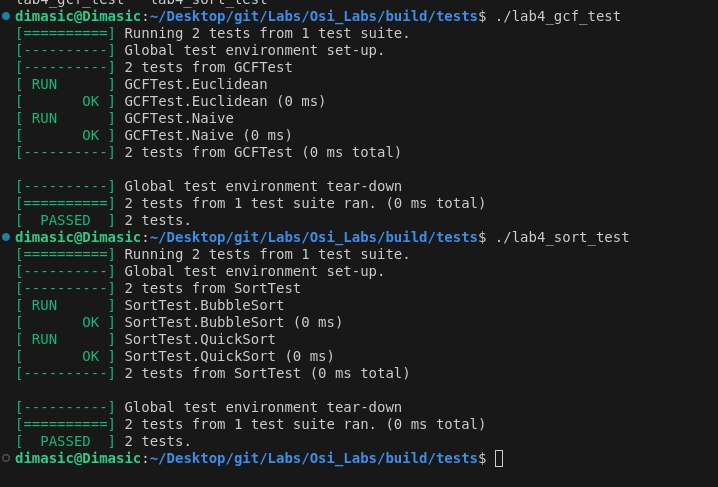 lab4_gcf_test   lab4_sort_test
dimasic@Dimasic:~/Desktop/git/Labs/Osi_Labs/build/tests$ ./lab4_gcf_test
[==========] Running 2 tests from 1 test suite.
[----------] Global test environment set-up.
[----------] 2 tests from GCFTest
[ RUN      ] GCFTest.Euclidean
[       OK ] GCFTest.Euclidean (0 ms)
[ RUN      ] GCFTest.Naive
[       OK ] GCFTest.Naive (0 ms)
[----------] 2 tests from GCFTest (0 ms total)

[----------] Global test environment tear-down
[==========] 2 tests from 1 test suite ran. (0 ms total)
[  PASSED  ] 2 tests.
dimasic@Dimasic:~/Desktop/git/Labs/Osi_Labs/build/tests$ ./lab4_sort_test
[==========] Running 2 tests from 1 test suite.
[----------] Global test environment set-up.
[----------] 2 tests from SortTest
[ RUN      ] SortTest.BubbleSort
[       OK ] SortTest.BubbleSort (0 ms)
[ RUN      ] SortTest.QuickSort
[       OK ] SortTest.QuickSort (0 ms)
[----------] 2 tests from SortTest (0 ms total)

[----------] Global test environment tear-down
[==========] 2 tests from 1 test suite ran. (0 ms total)
[  PASSED  ] 2 tests.
dimasic@Dimasic:~/Desktop/git/Labs/Osi_Labs/build/tests$